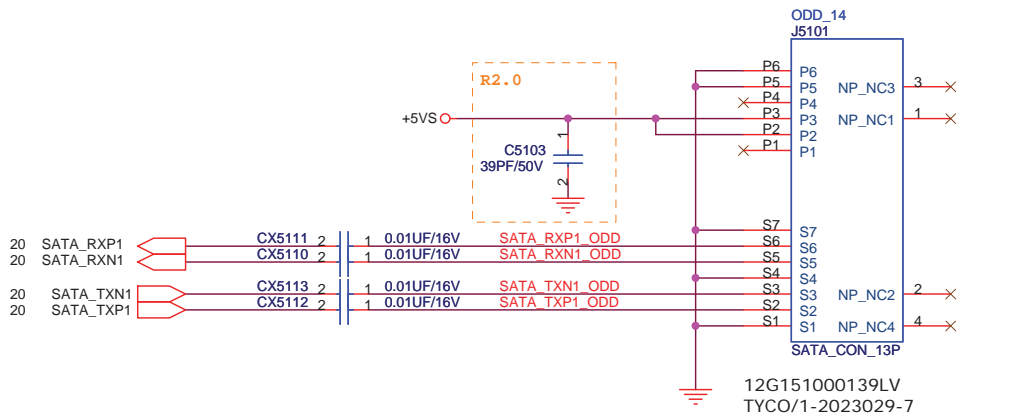 ODD_14
J5101
P6 P6
P5 P5 NP_NC3 3
P4 P4
R2.0
+5VS P3 P3 NP_NC1 1
P2 P2
P1 P1
1
C5103
39PF/50V
2
S7 S7
20 SATA_RXP1 CX5111 2 1 0.01UF/16V SATA_RXP1_ODD S6 S6
20 SATA_RXN1 CX5110 2 1 0.01UF/16V SATA_RXN1_ODD S5 S5
S4 S4
20 SATA_TXN1 CX5113 2 1 0.01UF/16V SATA_TXN1_ODD S3 S3 NP_NC2 2
20 SATA_TXP1 CX5112 2 1 0.01UF/16V SATA_TXP1_ODD S2 S2
S1 S1 NP_NC4 4
SATA_CON_13P
12G151000139LV
TYCO/1-2023029-7